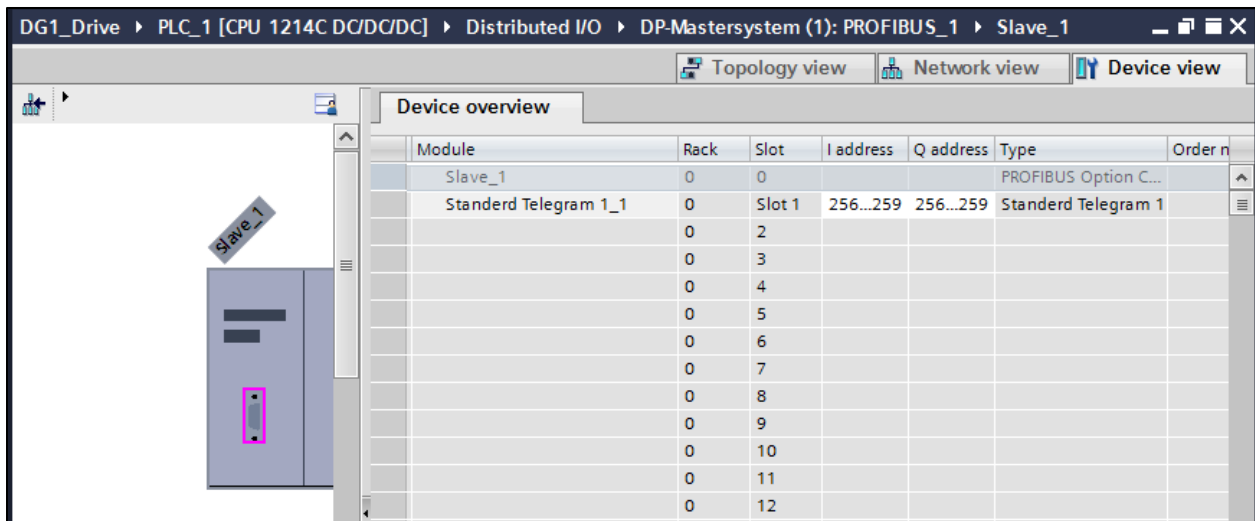 DG1_Drive ▸ PLC_1 [CPU 1214C DC/DC/DC] ▸ Distributed I/O ▸ DP-Mastersystem (1): PROFIBUS_1 ▸ Slave_1
Topology view Network view Device view
Device overview
Module Rack Slot I address Q address Type Order n
Slave_1 0 0 PROFIBUS Option C...
Standerd Telegram 1_1 0 Slot 1 256...259 256...259 Standerd Telegram 1
0 2
0 3
0 4
0 5
0 6
0 7
0 8
0 9
0 10
0 11
0 12
Slave_1